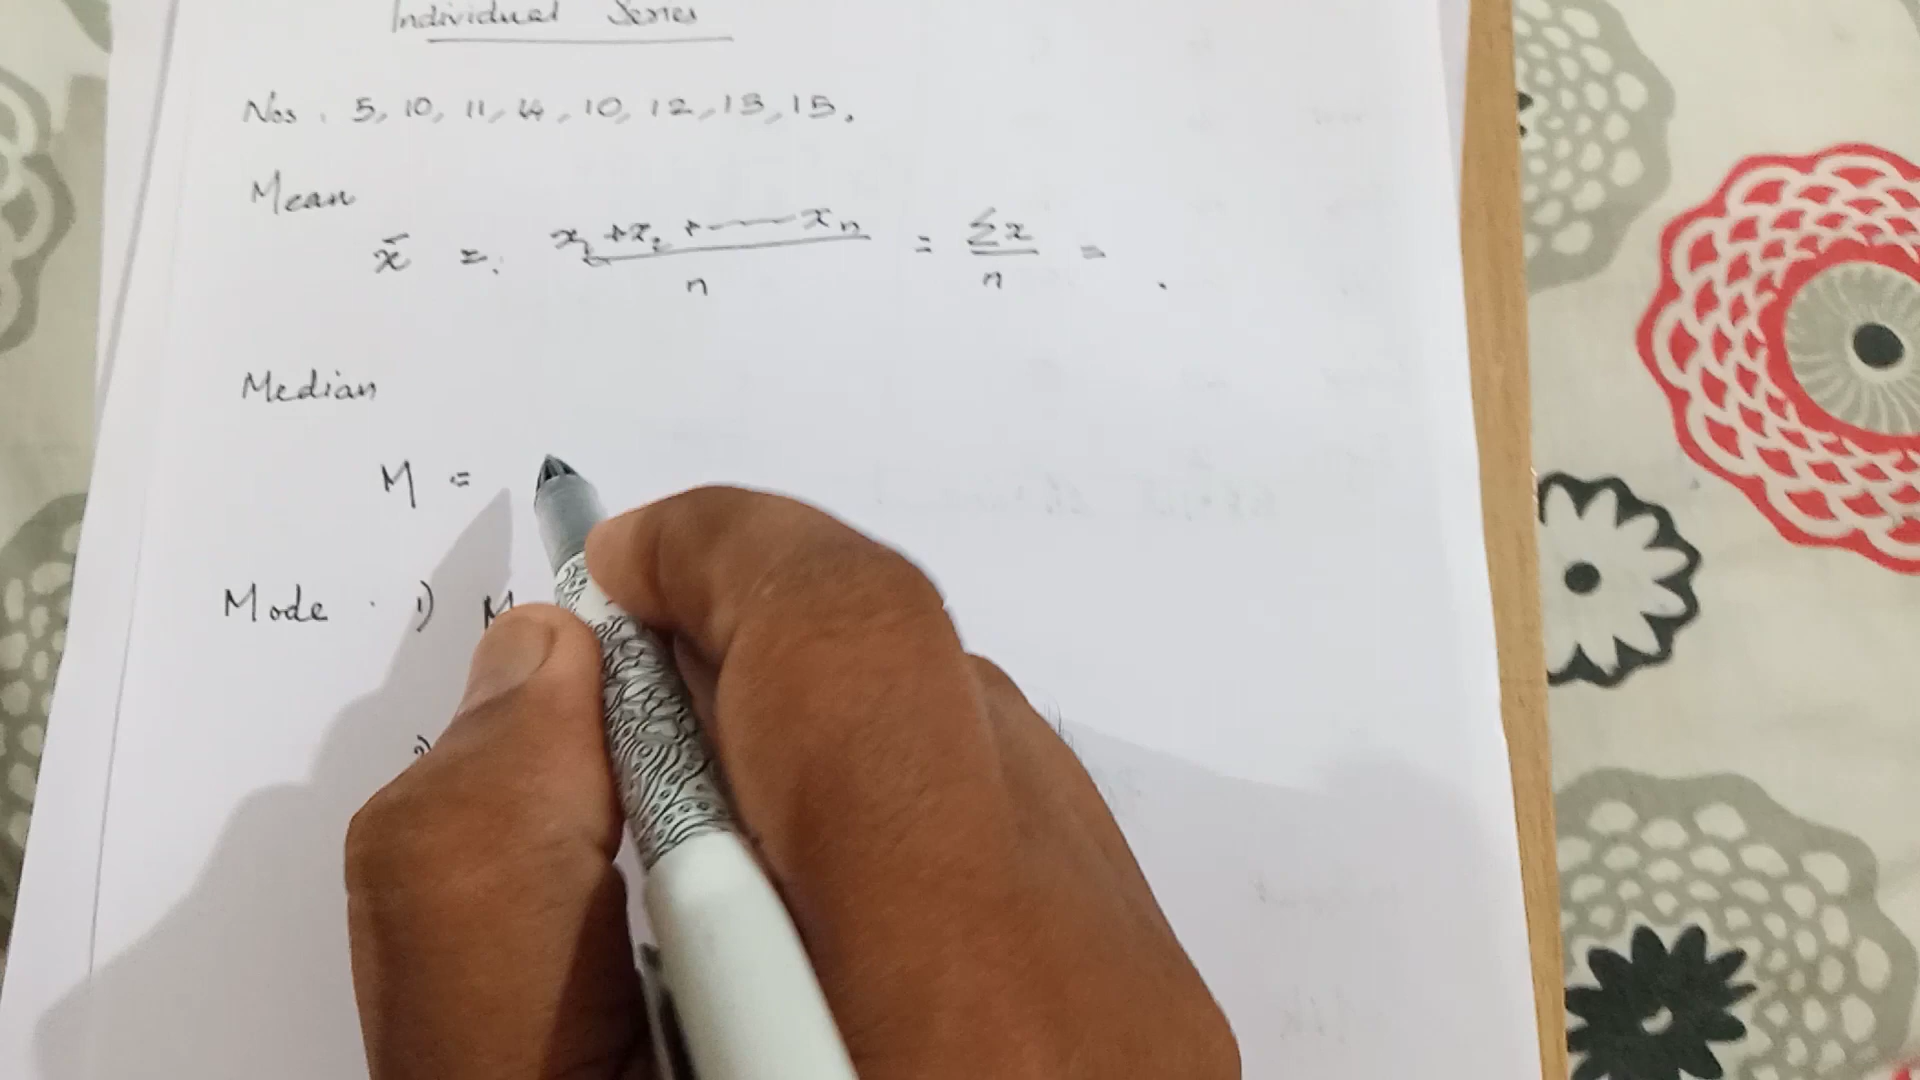 Individual Series
Nos. 5, 10, 11, 14, 10, 12, 13, 15.
Mean
x̄ = x₁ + x₂ + —— xₙ / n = Σx / n =
Median
M =
Mode 1) M
2)